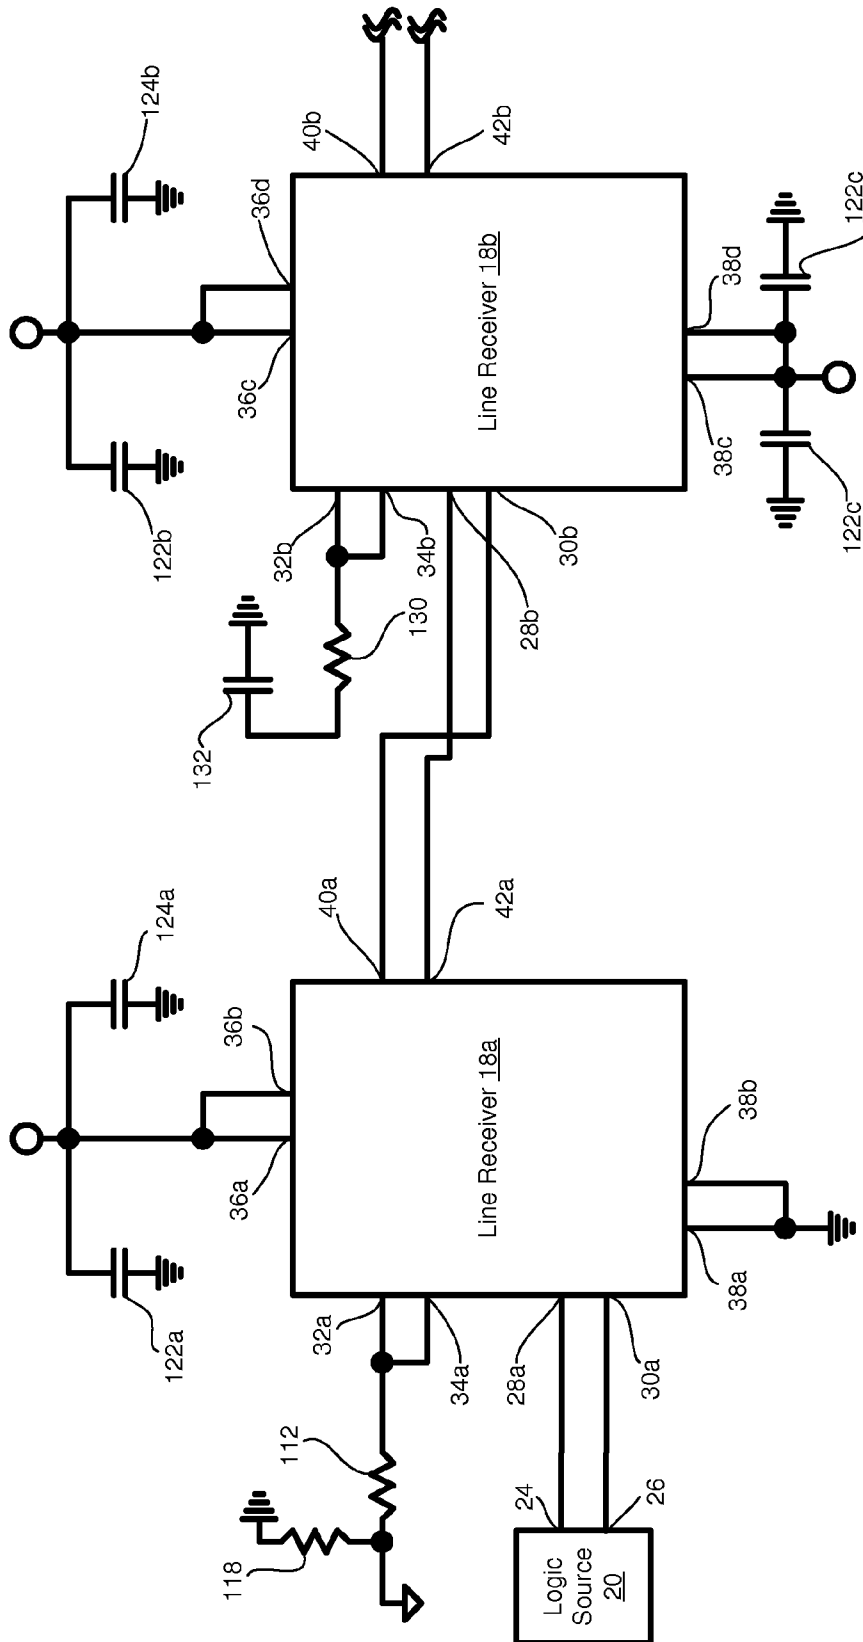 124b
40b
42b
36d
36c
122b
Line Receiver 18b
38d
38c
122c
122c
32b
34b
28b
30b
130
132
124a
40a
42a
36b
36a
122a
Line Receiver 18a
38b
38a
32a
34a
28a
30a
112
118
24
26
Logic
Source
20